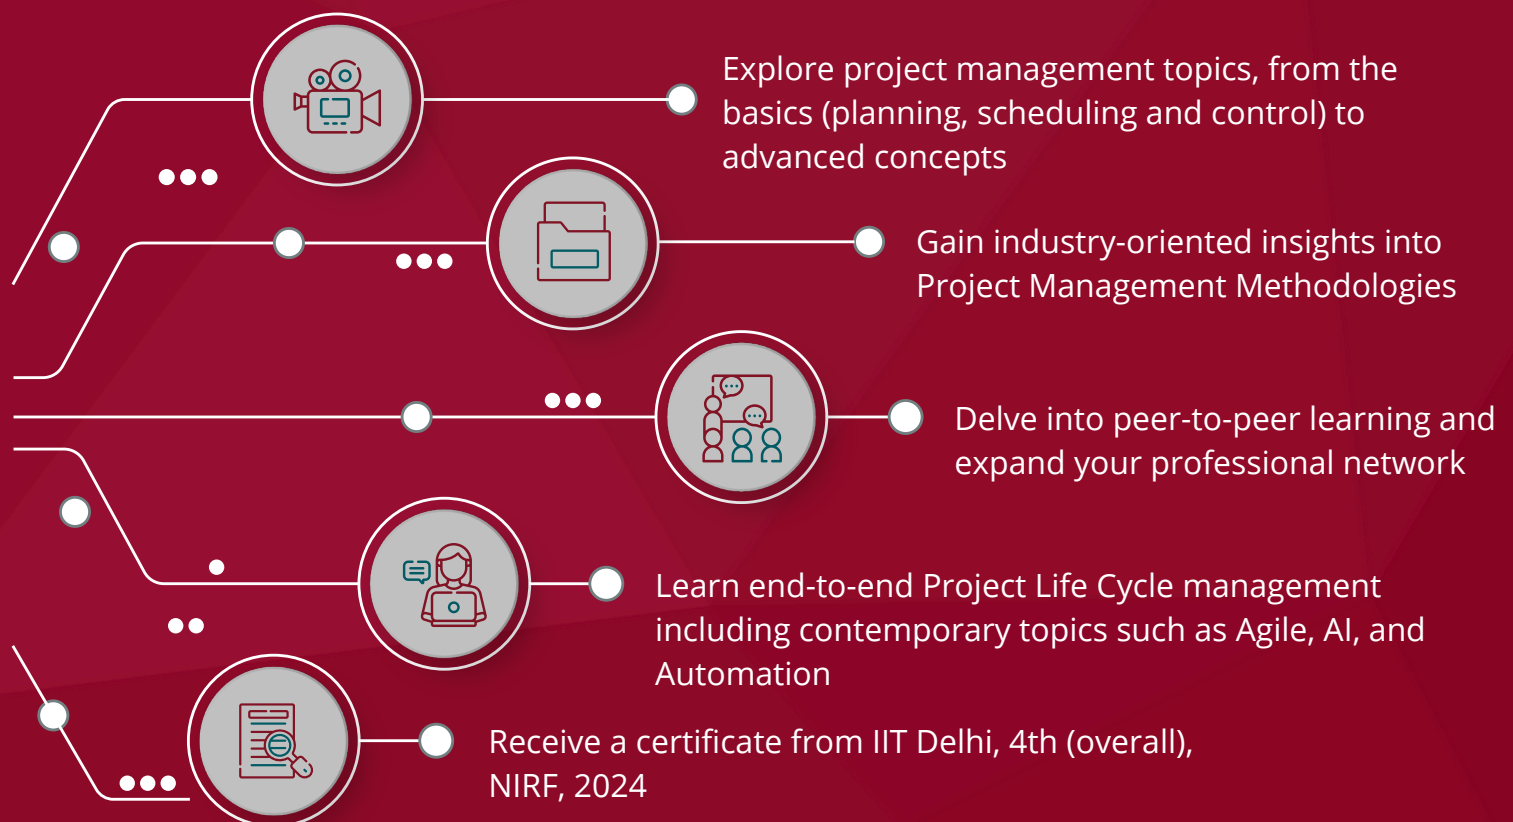 Explore project management topics, from the
basics (planning, scheduling and control) to
advanced concepts
Gain industry-oriented insights into
Project Management Methodologies
Delve into peer-to-peer learning and
expand your professional network
Learn end-to-end Project Life Cycle management
including contemporary topics such as Agile, AI, and
Automation
Receive a certificate from IIT Delhi, 4th (overall),
NIRF, 2024